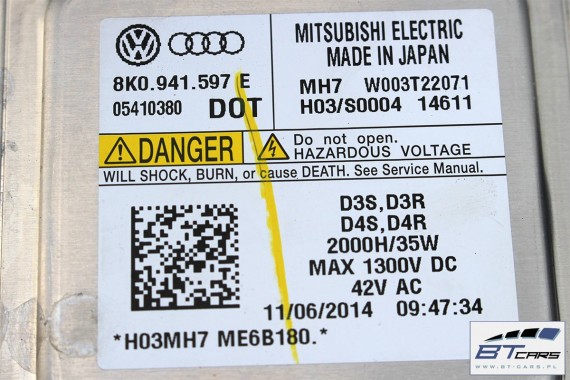 MITSUBISHI ELECTRIC
MADE IN JAPAN
8K0.941.597 E
05410380 DOT
MH7 W003T22071
H03/S0004 14611
DANGER
Do not open.
HAZARDOUS VOLTAGE
WILL SHOCK, BURN, or cause DEATH. See Service Manual.
D3S,D3R
D4S,D4R
2000H/35W
MAX 1300V DC
42V AC
11/06/2014 09:47:34
*H03MH7 ME6B180.*
BTCARS
WWW.BT-CARS.PL